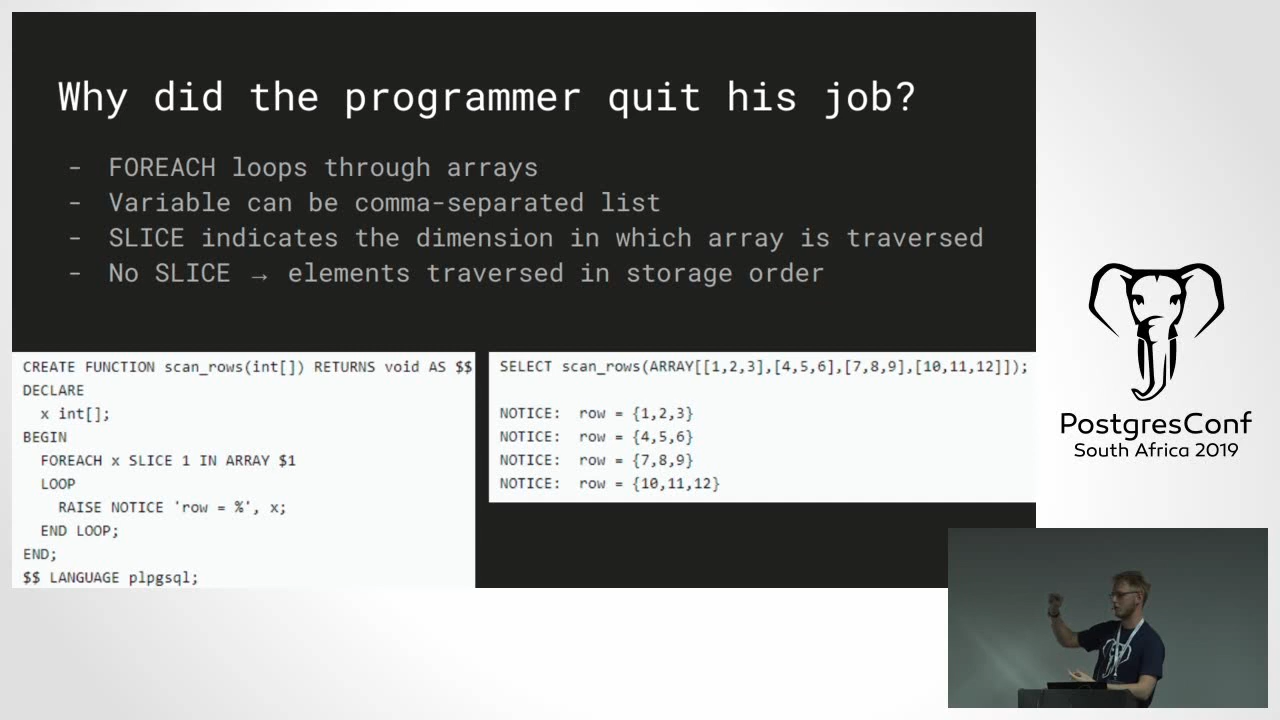 Why did the programmer quit his job?
- FOREACH loops through arrays
- Variable can be comma-separated list
- SLICE indicates the dimension in which array is traversed
- No SLICE → elements traversed in storage order
CREATE FUNCTION scan_rows(int[]) RETURNS void AS $$
DECLARE
  x int[];
BEGIN
  FOREACH x SLICE 1 IN ARRAY $1
  LOOP
    RAISE NOTICE 'row = %', x;
  END LOOP;
END;
$$ LANGUAGE plpgsql;
SELECT scan_rows(ARRAY[[1,2,3],[4,5,6],[7,8,9],[10,11,12]]);
NOTICE:  row = {1,2,3}
NOTICE:  row = {4,5,6}
NOTICE:  row = {7,8,9}
NOTICE:  row = {10,11,12}
PostgresConf
South Africa 2019